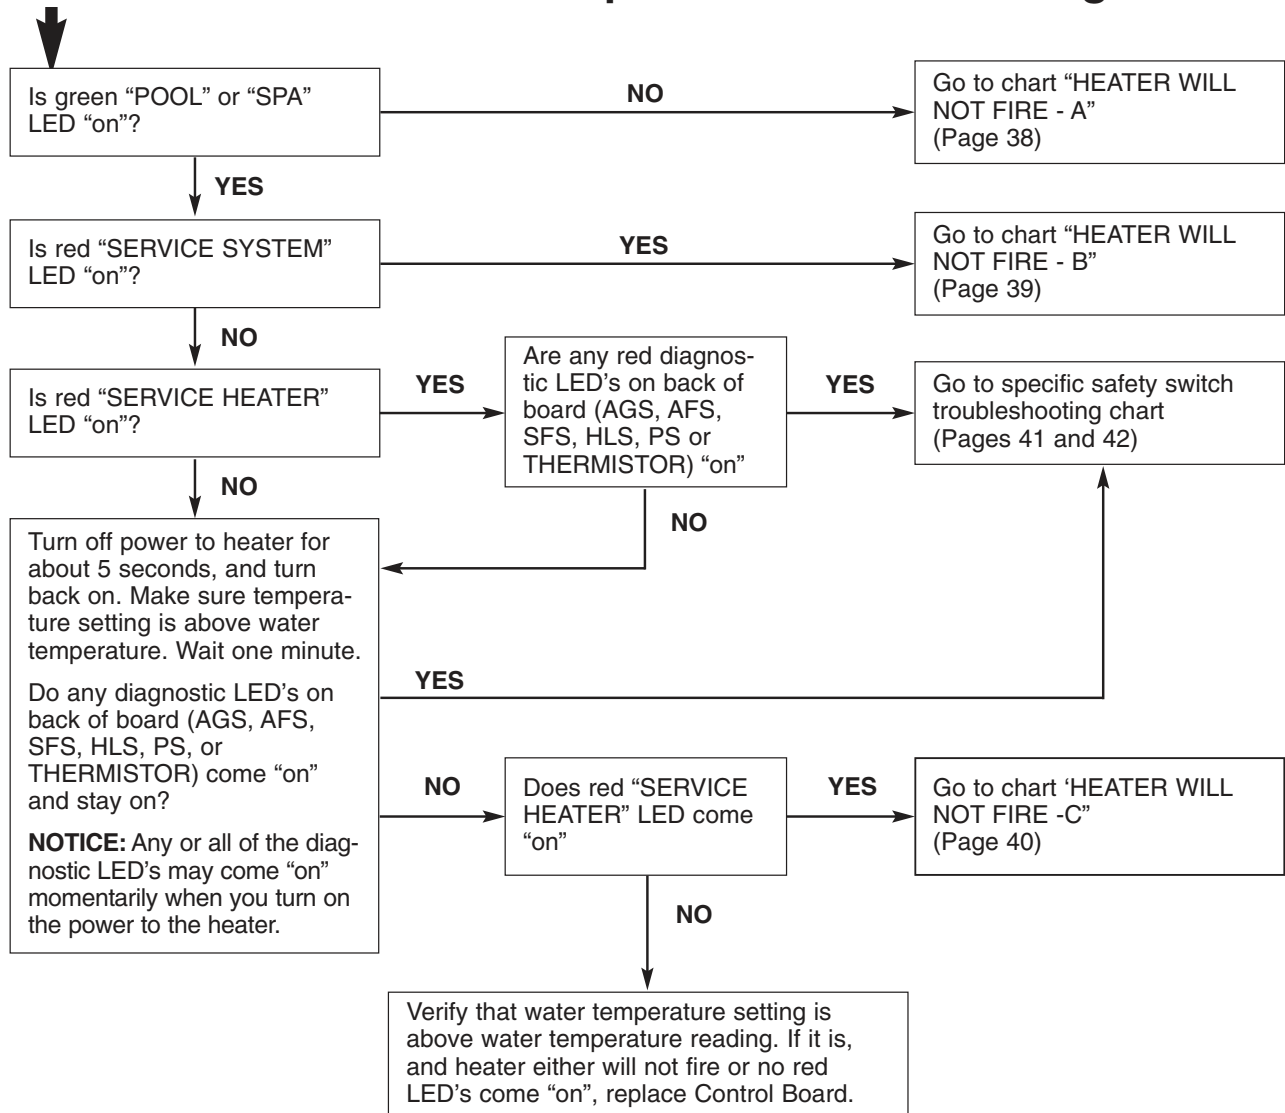 Is green “POOL” or “SPA”
LED “on”?
NO
Go to chart “HEATER WILL
NOT FIRE - A”
(Page 38)
YES
Is red “SERVICE SYSTEM”
LED “on”?
YES
Go to chart “HEATER WILL
NOT FIRE - B”
(Page 39)
NO
Is red “SERVICE HEATER”
LED “on”?
YES
Are any red diagnos-
tic LED’s on back of
board (AGS, AFS,
SFS, HLS, PS or
THERMISTOR) “on”
YES
Go to specific safety switch
troubleshooting chart
(Pages 41 and 42)
NO
NO
Turn off power to heater for
about 5 seconds, and turn
back on. Make sure tempera-
ture setting is above water
temperature. Wait one minute.
Do any diagnostic LED’s on
back of board (AGS, AFS,
SFS, HLS, PS, or
THERMISTOR) come “on”
and stay on?
NOTICE: Any or all of the diag-
nostic LED’s may come “on”
momentarily when you turn on
the power to the heater.
YES
NO
Does red “SERVICE
HEATER” LED come
“on”
YES
Go to chart ‘HEATER WILL
NOT FIRE -C”
(Page 40)
NO
Verify that water temperature setting is
above water temperature reading. If it is,
and heater either will not fire or no red
LED’s come “on”, replace Control Board.